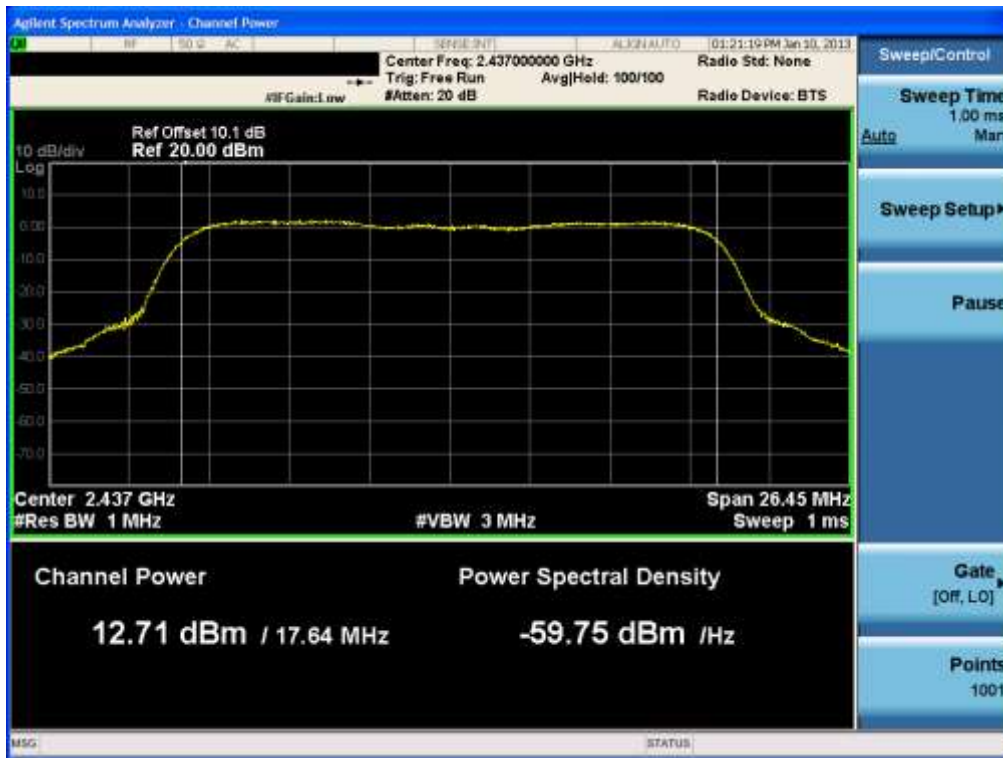 Agilent Spectrum Analyzer - Channel Power
RF 50 Ω AC SENSE:INT ALIGN AUTO 01:21:19 PM Jan 10, 2013
Center Freq: 2.437000000 GHz Radio Std: None
Trig: Free Run Avg|Hold: 100/100
#IFGain:Low #Atten: 20 dB Radio Device: BTS
Ref Offset 10.1 dB
10 dB/div Ref 20.00 dBm
Log
10.0
0.00
-10.0
-20.0
-30.0
-40.0
-50.0
-60.0
-70.0
Center 2.437 GHz Span 26.45 MHz
#Res BW 1 MHz #VBW 3 MHz Sweep 1 ms
Channel Power Power Spectral Density
12.71 dBm / 17.64 MHz -59.75 dBm /Hz
MSG STATUS
Sweep/Control
Sweep Time
1.00 ms
Auto Man
Sweep Setup
Pause
Gate
[Off, LO]
Points
1001